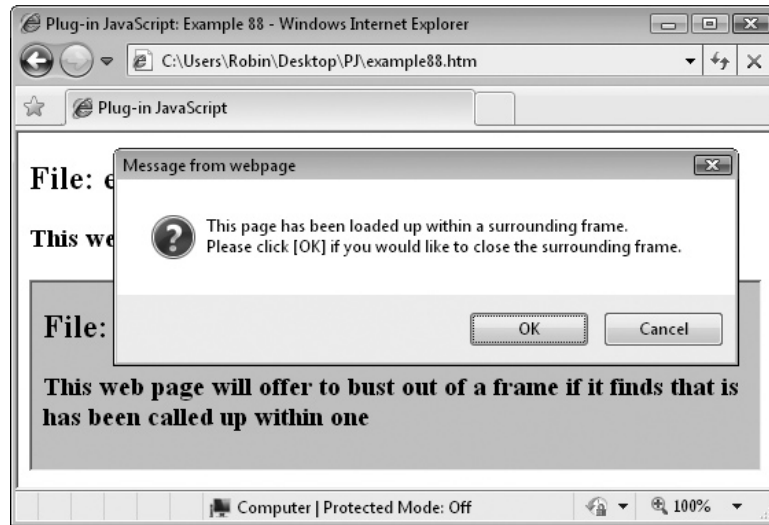 Plug-in JavaScript: Example 88 - Windows Internet Explorer
C:\Users\Robin\Desktop\PJ\example88.htm
Plug-in JavaScript
Message from webpage
File: e
This page has been loaded up within a surrounding frame.
This we
Please click [OK] if you would like to close the surrounding frame.
File:
OK Cancel
This web page will offer to bust out of a frame if it finds that is
has been called up within one
Computer | Protected Mode: Off 100%